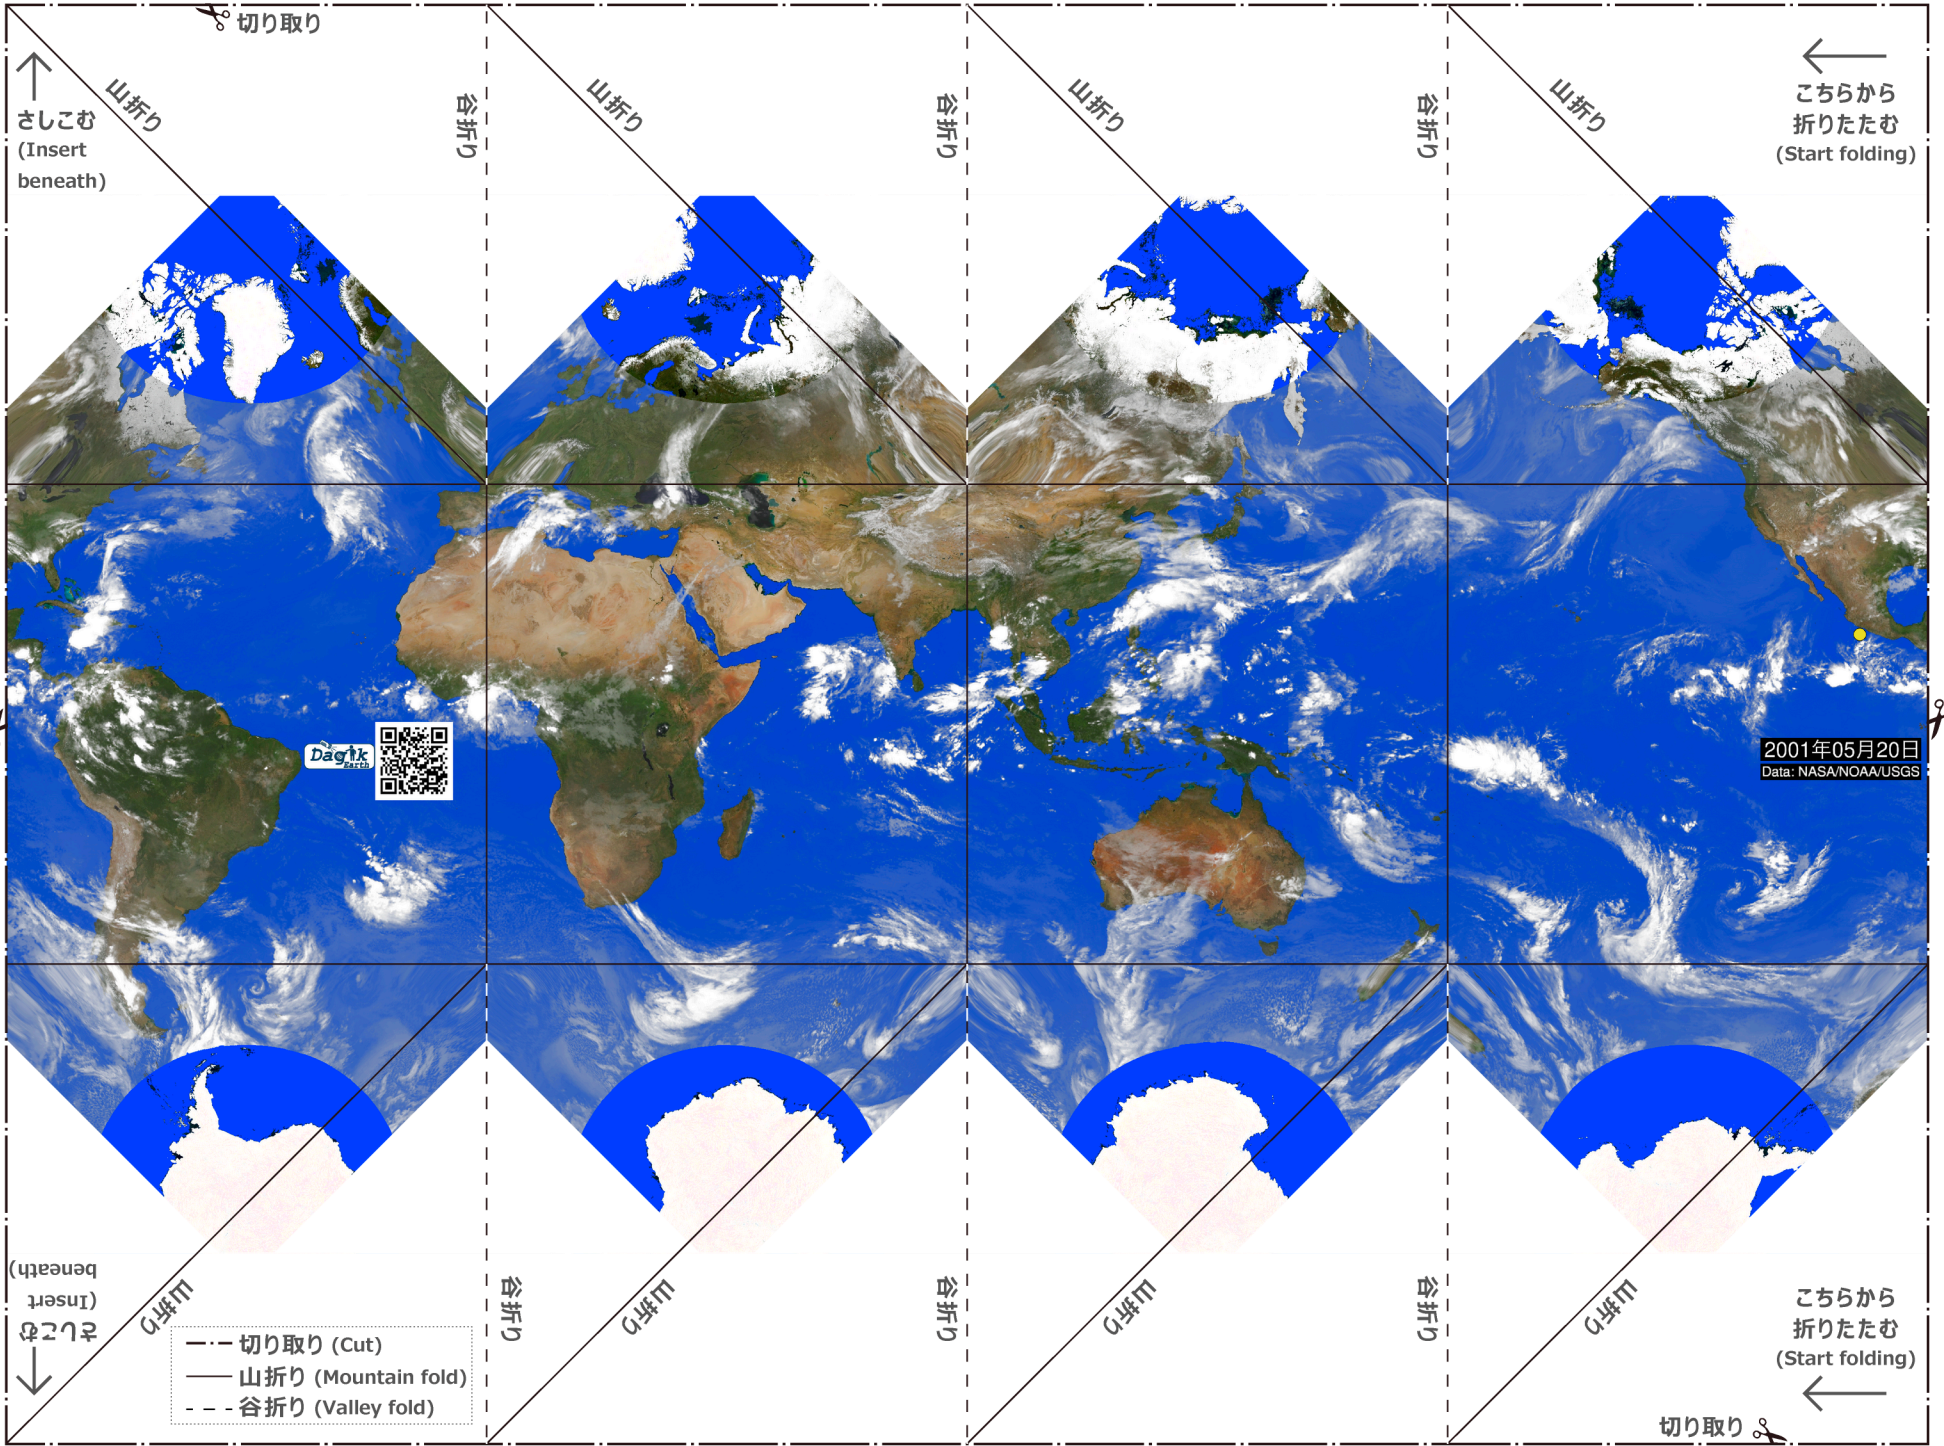 切り取り
さしこむ
(Insert
beneath)
山折り
谷折り
山折り
谷折り
山折り
谷折り
山折り
こちらから
折りたたむ
(Start folding)
Dagik
Earth
2001年05月20日
Data: NASA/NOAA/USGS
さしこむ
(Insert
beneath)
山折り
谷折り
山折り
谷折り
山折り
谷折り
山折り
こちらから
折りたたむ
(Start folding)
切り取り (Cut)
山折り (Mountain fold)
谷折り (Valley fold)
切り取り